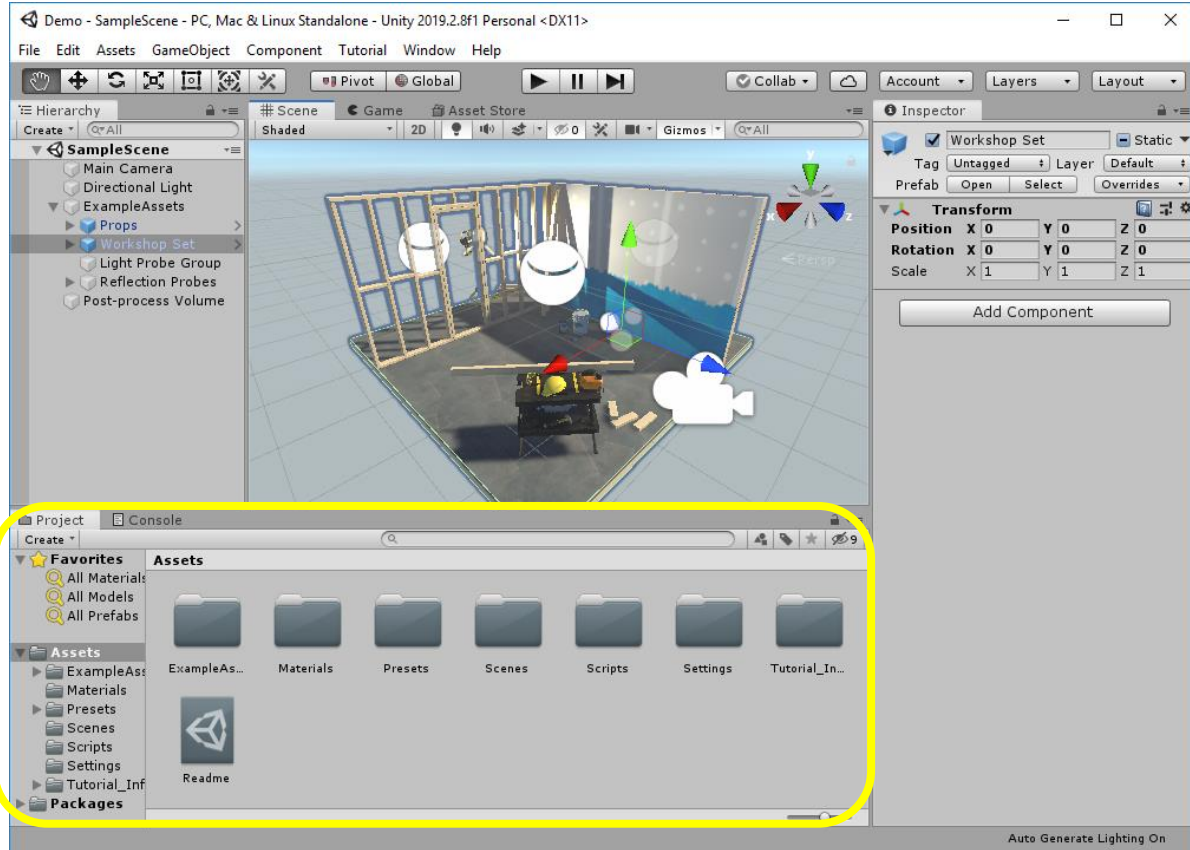 Demo - SampleScene - PC, Mac & Linux Standalone - Unity 2019.2.8f1 Personal <DX11>
File Edit Assets GameObject Component Tutorial Window Help
Pivot Global Collab Account Layers Layout
Hierarchy
Create All
SampleScene
Main Camera
Directional Light
ExampleAssets
Props
Workshop Set
Light Probe Group
Reflection Probes
Post-process Volume
Scene Game Asset Store
Shaded 2D 0 Gizmos All
y
x z
Persp
Inspector
Workshop Set Static
Tag Untagged Layer Default
Prefab Open Select Overrides
Transform
Position X 0 Y 0 Z 0
Rotation X 0 Y 0 Z 0
Scale X 1 Y 1 Z 1
Add Component
Project Console
Create 9
Favorites
All Materials
All Models
All Prefabs
Assets
ExampleAss
Materials
Presets
Scenes
Scripts
Settings
Tutorial_Inf
Packages
Assets
ExampleAs... Materials Presets Scenes Scripts Settings Tutorial_In...
Readme
Auto Generate Lighting On